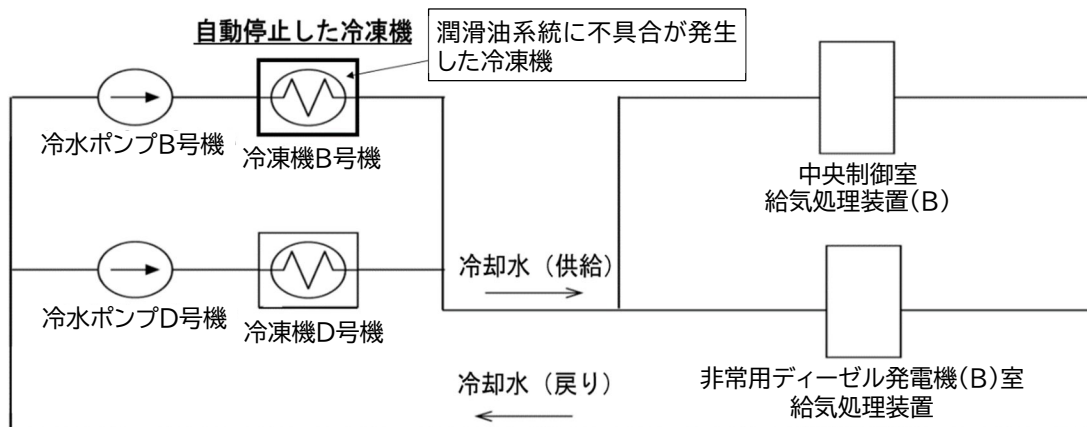 自動停止した冷凍機
潤滑油系統に不具合が発生
した冷凍機
冷水ポンプB号機
冷凍機B号機
中央制御室
給気処理装置(B)
冷却水（供給）
冷水ポンプD号機
冷凍機D号機
冷却水（戻り）
非常用ディーゼル発電機(B)室
給気処理装置